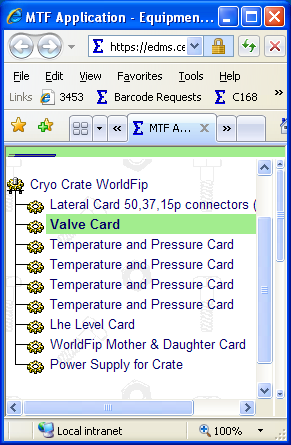 MTF Application - Equipmen...
https://edms.ce
File Edit View Favorites Tools Help
Links 3453 Barcode Requests C168 »
MTF A...
Cryo Crate WorldFip
Lateral Card 50,37,15p connectors (
Valve Card
Temperature and Pressure Card
Temperature and Pressure Card
Temperature and Pressure Card
Temperature and Pressure Card
Lhe Level Card
WorldFip Mother & Daughter Card
Power Supply for Crate
Local intranet 100%